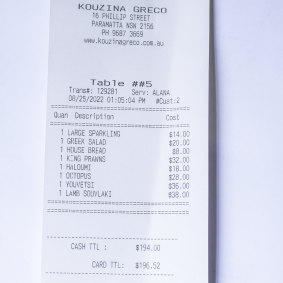 KOUZINA GRECO
16 PHILLIP STREET
PARAMATTA NSW 2156
PH 9687 3669
www.kouzinagreco.com.au
Table ##5
Trans#: 129281 Serv: ALANA
08/25/2022 01:05:04 PM #Cust:2
Quan Description Cost
1 LARGE SPARKLING $14.00
1 GREEK SALAD $20.00
1 HOUSE BREAD $8.00
1 KING PRAWNS $32.00
1 HALOUMI $18.00
1 OCTOPUS $28.00
1 YOUVETSI $36.00
1 LAMB SOUVLAKI $38.00
CASH TTL : $194.00
CARD TTL: $196.52